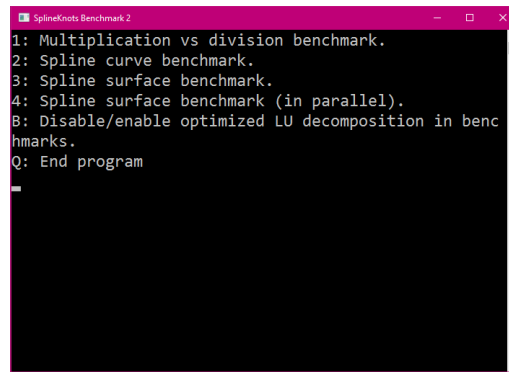 SplineKnots Benchmark 2
1: Multiplication vs division benchmark.
2: Spline curve benchmark.
3: Spline surface benchmark.
4: Spline surface benchmark (in parallel).
B: Disable/enable optimized LU decomposition in benc
hmarks.
Q: End program